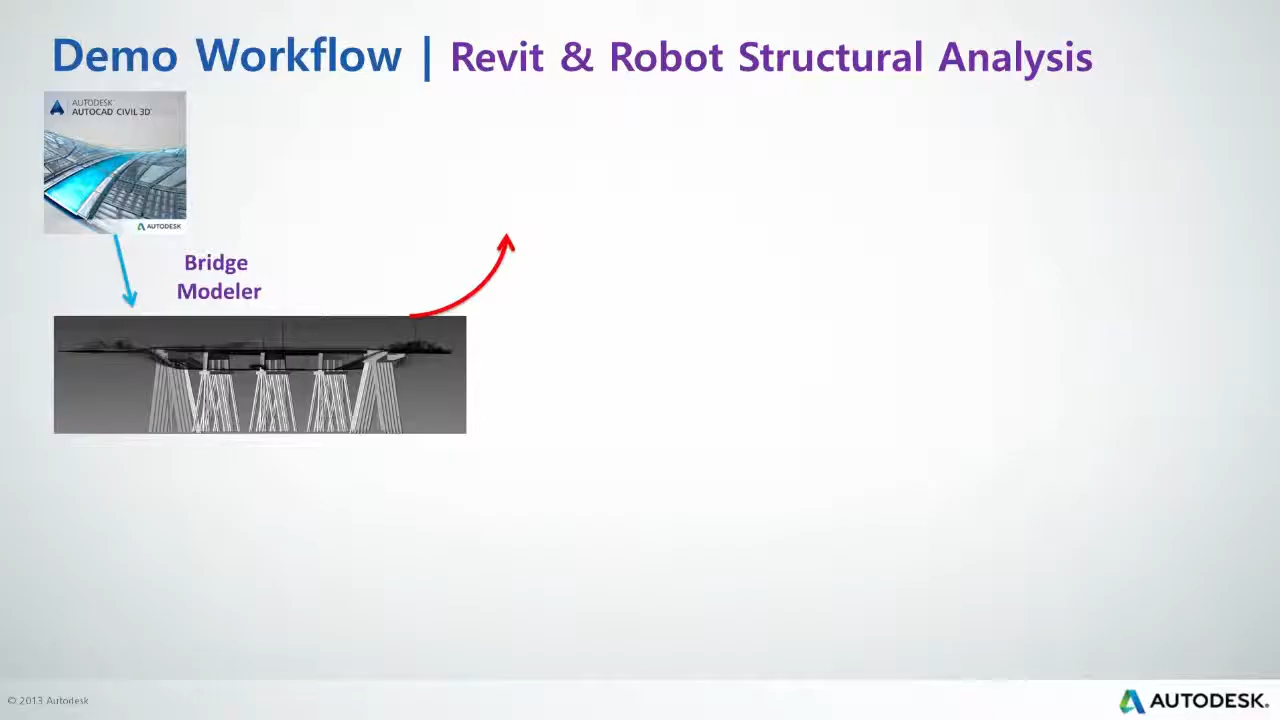 Demo Workflow | Revit & Robot Structural Analysis
AUTODESK
AUTOCAD CIVIL 3D
AUTODESK
Bridge
Modeler
© 2013 Autodesk
AUTODESK.